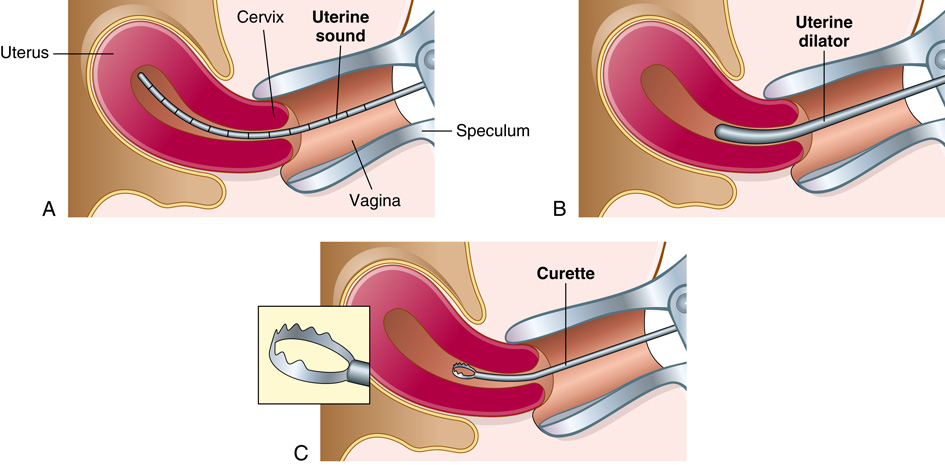 Uterus
Cervix
Uterine
sound
Speculum
Vagina
A
Uterine
dilator
B
Curette
C